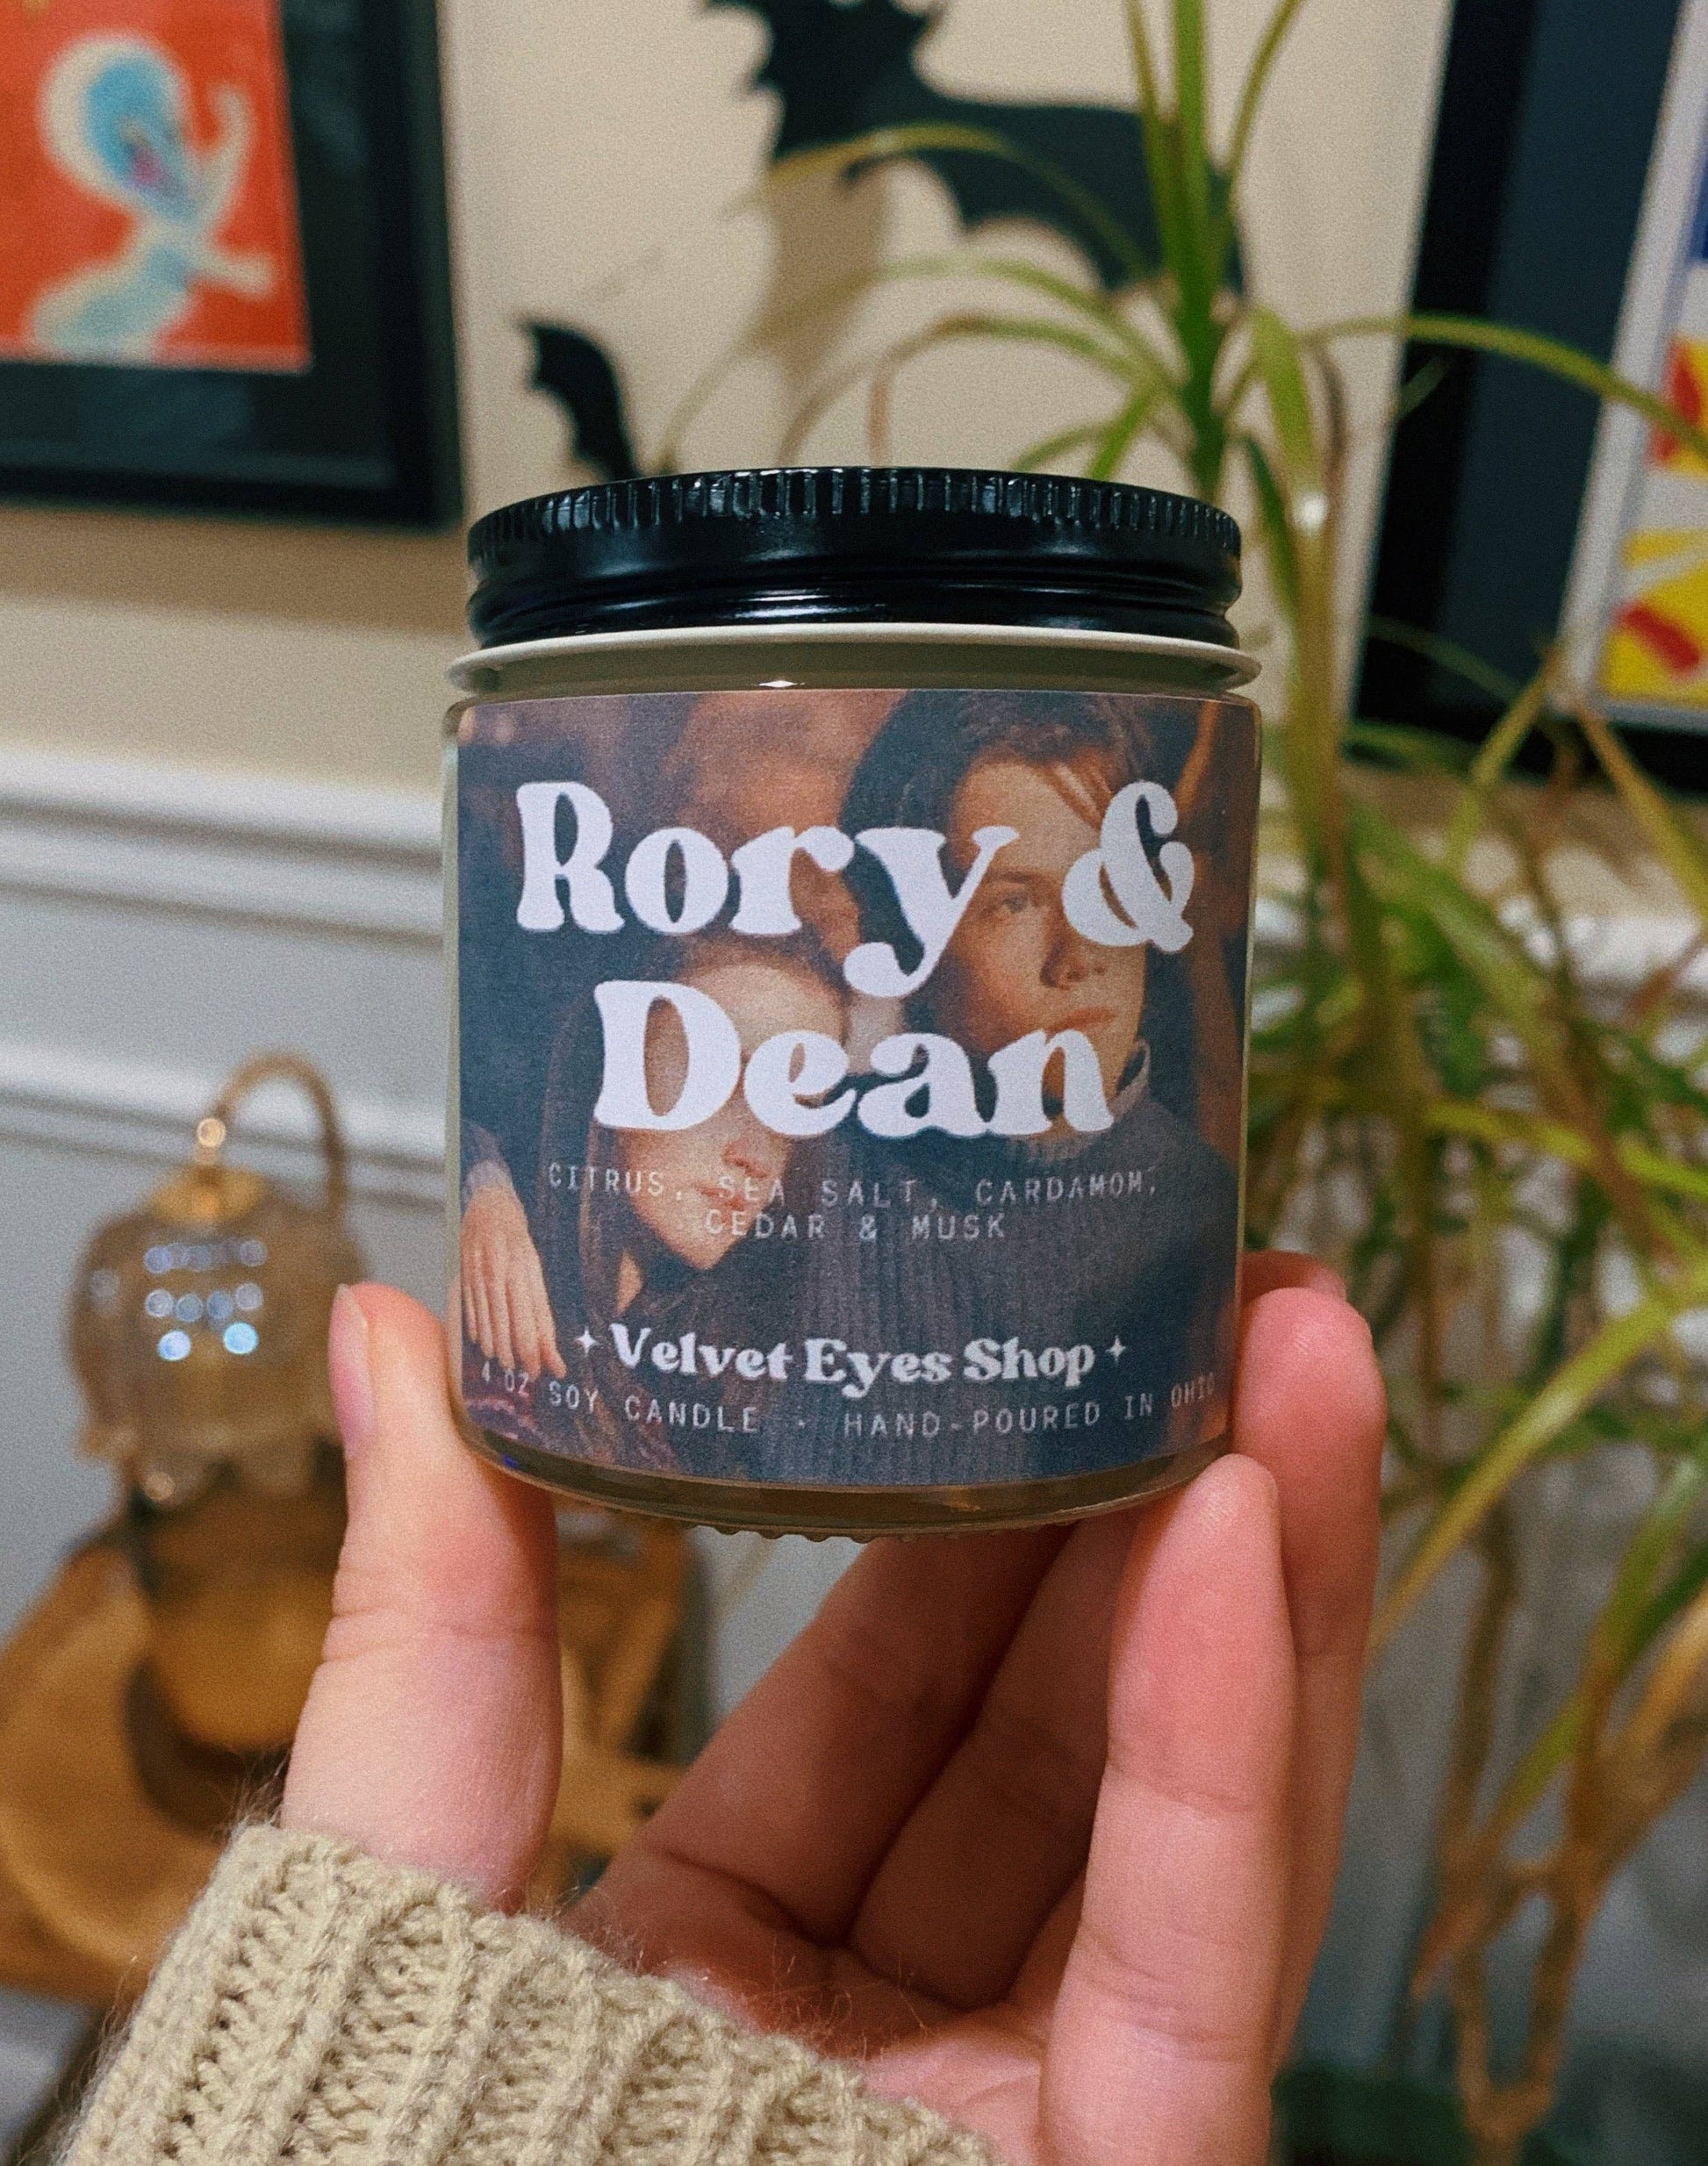 Rory &
Dean
CITRUS, SEA SALT, CARDAMOM,
CEDAR & MUSK
Velvet Eyes Shop
4 OZ SOY CANDLE · HAND-POURED IN OHIO